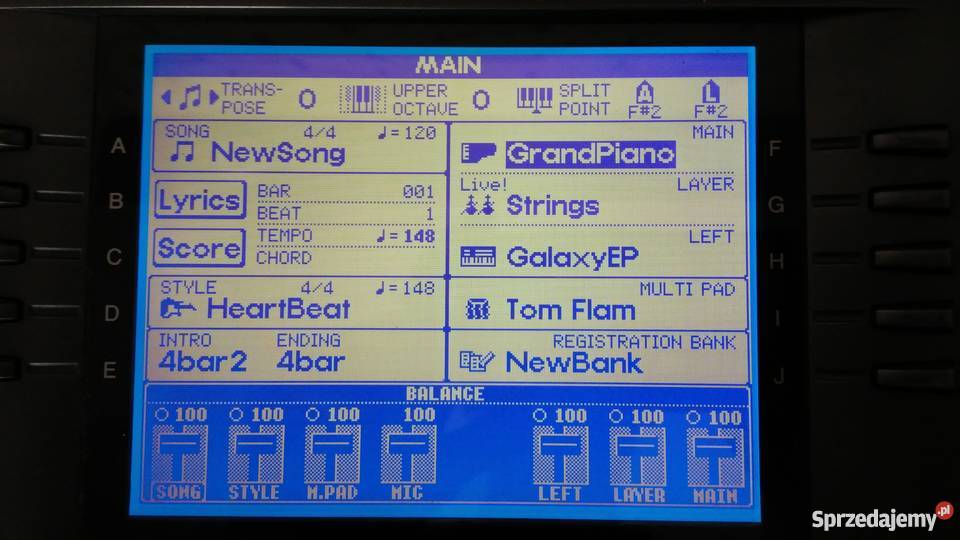 MAIN
TRANS-
POSE 0
UPPER
OCTAVE 0
SPLIT
POINT
A
F#2
L
F#2
SONG 4/4 ♩=120
NewSong
Lyrics
BAR 001
BEAT 1
Score
TEMPO ♩=148
CHORD
STYLE 4/4 ♩=148
HeartBeat
INTRO ENDING
4bar2 4bar
MAIN
GrandPiano
Live! LAYER
Strings
LEFT
GalaxyEP
MULTI PAD
Tom Flam
REGISTRATION BANK
NewBank
A
B
C
D
E
F
G
H
I
J
BALANCE
100 100 100 100 100 100 100
SONG STYLE M.PAD MIC LEFT LAYER MAIN
Sprzedajemy.pl